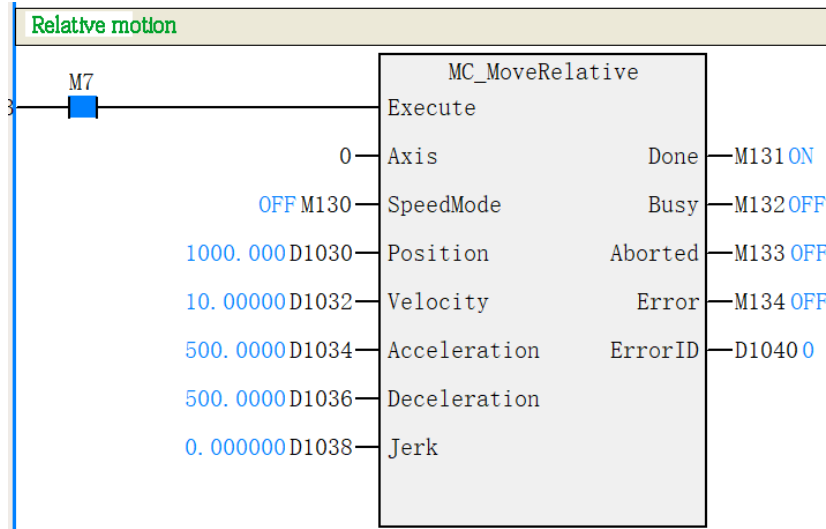 Relative motion
MC_MoveRelative
M7
Execute
0 Axis Done M131 ON
OFF M130 SpeedMode Busy M132 OFF
1000.000 D1030 Position Aborted M133 OFF
10.00000 D1032 Velocity Error M134 OFF
500.0000 D1034 Acceleration ErrorID D1040 0
500.0000 D1036 Deceleration
0.000000 D1038 Jerk